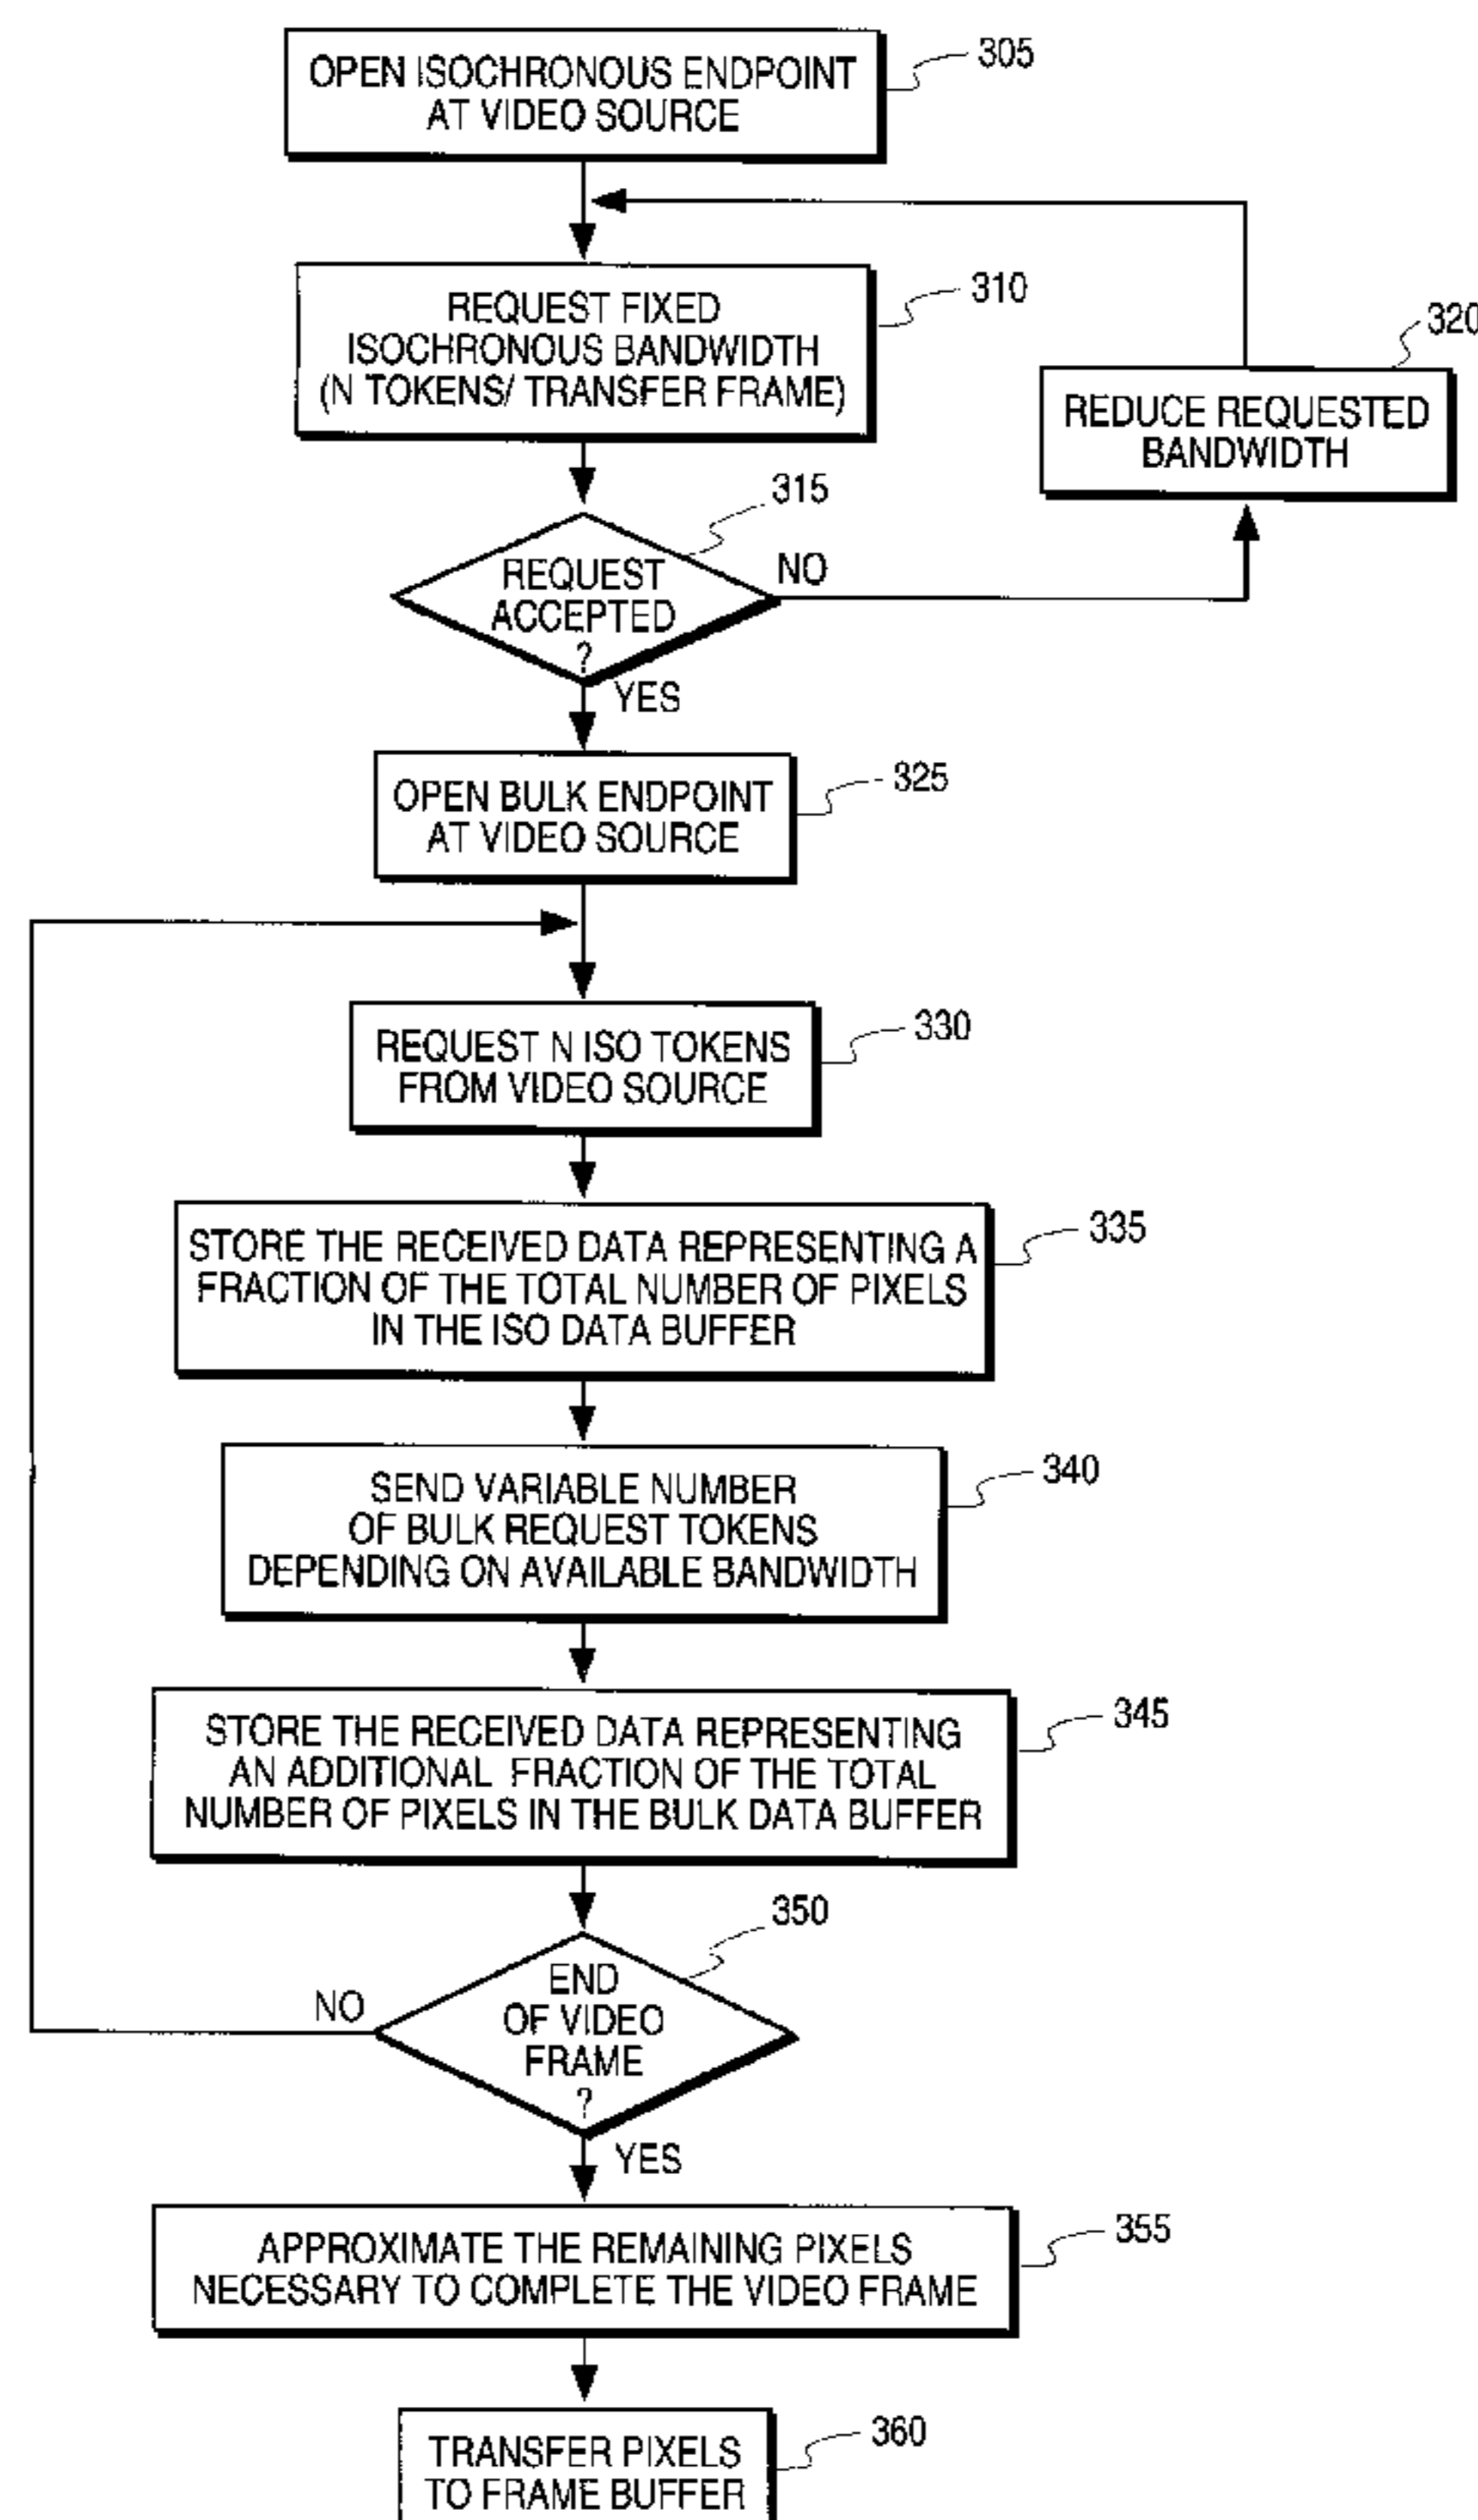 OPEN ISOCHRONOUS ENDPOINT
AT VIDEO SOURCE
305
REQUEST FIXED
ISOCHRONOUS BANDWIDTH
(N TOKENS/ TRANSFER FRAME)
310
320
REDUCE REQUESTED
BANDWIDTH
315
REQUEST
ACCEPTED
?
NO
YES
OPEN BULK ENDPOINT
AT VIDEO SOURCE
325
REQUEST N ISO TOKENS
FROM VIDEO SOURCE
330
STORE THE RECEIVED DATA REPRESENTING A
FRACTION OF THE TOTAL NUMBER OF PIXELS
IN THE ISO DATA BUFFER
335
SEND VARIABLE NUMBER
OF BULK REQUEST TOKENS
DEPENDING ON AVAILABLE BANDWIDTH
340
STORE THE RECEIVED DATA REPRESENTING
AN ADDITIONAL FRACTION OF THE TOTAL
NUMBER OF PIXELS IN THE BULK DATA BUFFER
345
350
END
OF VIDEO
FRAME
?
NO
YES
APPROXIMATE THE REMAINING PIXELS
NECESSARY TO COMPLETE THE VIDEO FRAME
355
TRANSFER PIXELS
TO FRAME BUFFER
360